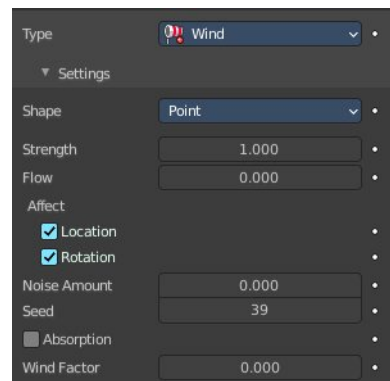 Type Wind
Settings
Shape Point
Strength 1.000
Flow 0.000
Affect
Location
Rotation
Noise Amount 0.000
Seed 39
Absorption
Wind Factor 0.000